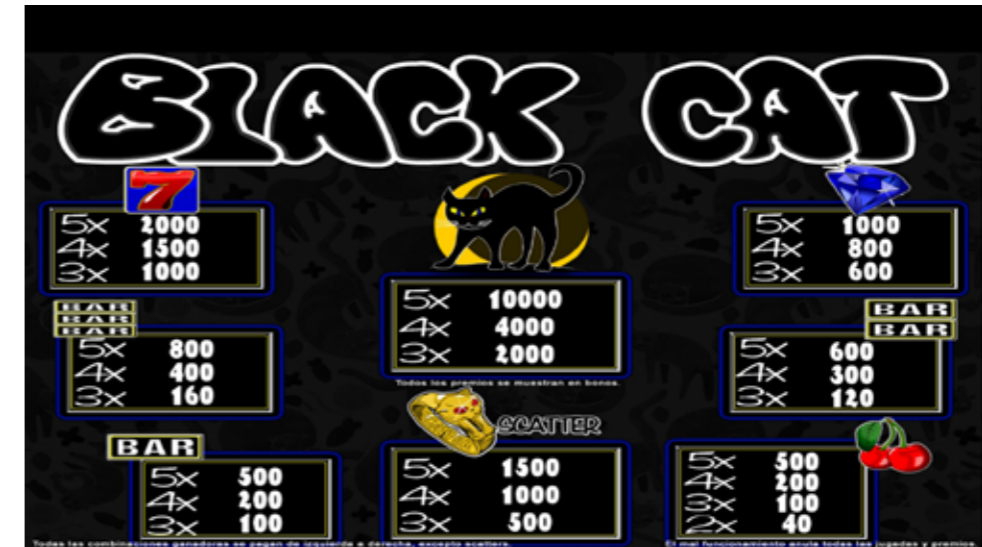 BLACK CAT
7
5x 2000
4x 1500
3x 1000
5x 10000
4x 4000
3x 2000
Todos los premios se muestran en bonos.
5x 1000
4x 800
3x 600
BAR
BAR
BAR
5x 800
4x 400
3x 160
BAR
BAR
5x 600
4x 300
3x 120
BAR
5x 500
4x 200
3x 100
SCATTER
5x 1500
4x 1000
3x 500
5x 500
4x 200
3x 100
2x 40
Todas las combinaciones ganadoras se pagan de izquierda a derecha, excepto scatters.
El mal funcionamiento anula todas las jugadas y premios.